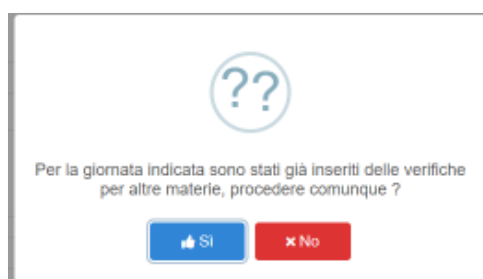 ??
Per la giornata indicata sono stati già inseriti delle verifiche
per altre materie, procedere comunque ?
Sì
No